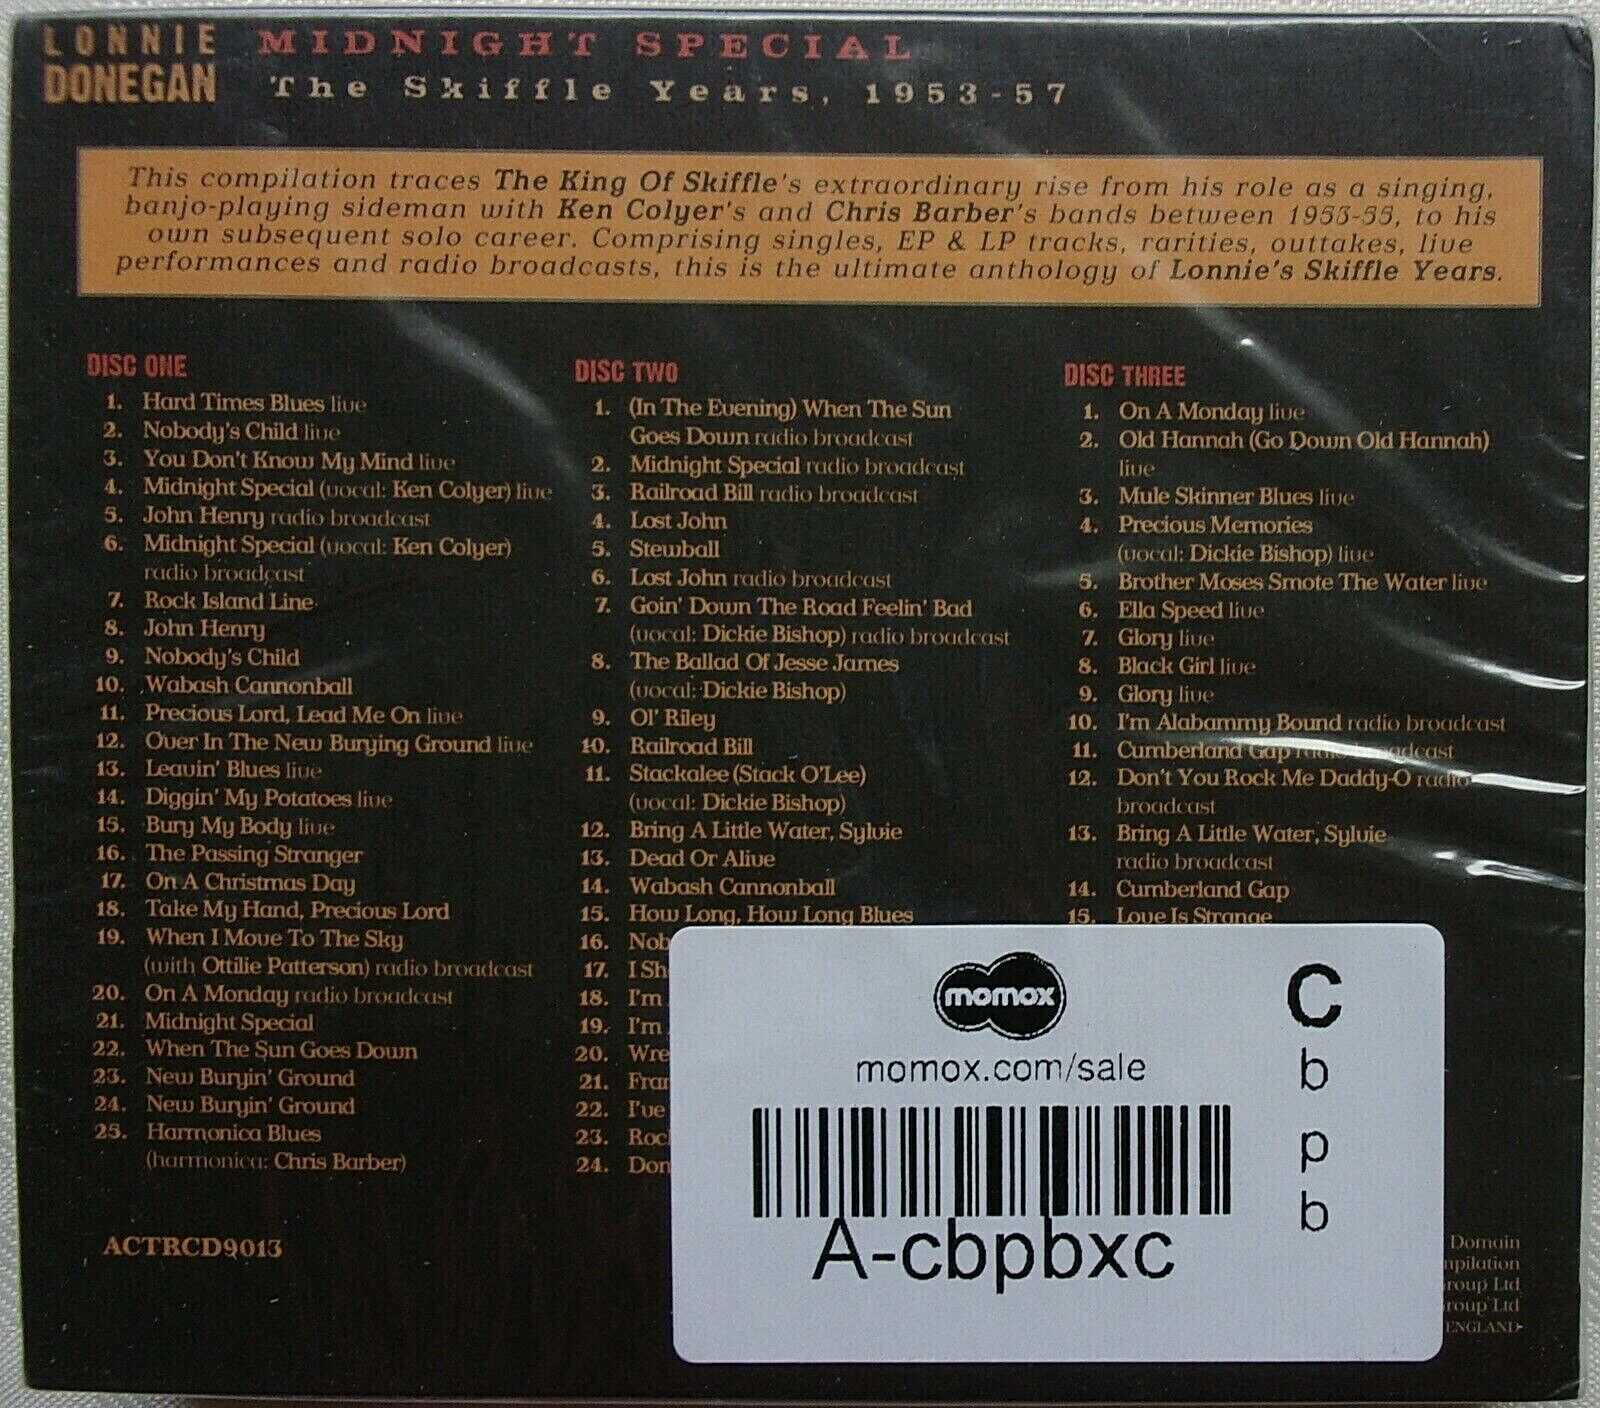 LONNIE
DONEGAN
MIDNIGHT SPECIAL
The Skiffle Years, 1953-57
This compilation traces The King Of Skiffle's extraordinary rise from his role as a singing,
banjo-playing sideman with Ken Colyer's and Chris Barber's bands between 1953-55, to his
own subsequent solo career. Comprising singles, EP & LP tracks, rarities, outtakes, live
performances and radio broadcasts, this is the ultimate anthology of Lonnie's Skiffle Years.
DISC ONE
1. Hard Times Blues live
2. Nobody's Child live
3. You Don't Know My Mind live
4. Midnight Special (vocal: Ken Colyer) live
5. John Henry radio broadcast
6. Midnight Special (vocal: Ken Colyer)
radio broadcast
7. Rock Island Line
8. John Henry
9. Nobody's Child
10. Wabash Cannonball
11. Precious Lord, Lead Me On live
12. Over In The New Burying Ground live
13. Leavin' Blues live
14. Diggin' My Potatoes live
15. Bury My Body live
16. The Passing Stranger
17. On A Christmas Day
18. Take My Hand, Precious Lord
19. When I Move To The Sky
(with Ottilie Patterson) radio broadcast
20. On A Monday radio broadcast
21. Midnight Special
22. When The Sun Goes Down
23. New Buryin' Ground
24. New Buryin' Ground
25. Harmonica Blues
(harmonica: Chris Barber)
ACTRCD9013
DISC TWO
1. (In The Evening) When The Sun
Goes Down radio broadcast
2. Midnight Special radio broadcast
3. Railroad Bill radio broadcast
4. Lost John
5. Stewball
6. Lost John radio broadcast
7. Goin' Down The Road Feelin' Bad
(vocal: Dickie Bishop) radio broadcast
8. The Ballad Of Jesse James
(vocal: Dickie Bishop)
9. Ol' Riley
10. Railroad Bill
11. Stackalee (Stack O'Lee)
(vocal: Dickie Bishop)
12. Bring A Little Water, Sylvie
13. Dead Or Alive
14. Wabash Cannonball
15. How Long, How Long Blues
16. Nob
17. I Sh
18. I'm
19. I'm
20. Wre
21. Fran
22. I've
23. Rock
24. Don
DISC THREE
1. On A Monday live
2. Old Hannah (Go Down Old Hannah)
live
3. Mule Skinner Blues live
4. Precious Memories
(vocal: Dickie Bishop) live
5. Brother Moses Smote The Water live
6. Ella Speed live
7. Glory live
8. Black Girl live
9. Glory live
10. I'm Alabammy Bound radio broadcast
11. Cumberland Gap radio broadcast
12. Don't You Rock Me Daddy-O radio
broadcast
13. Bring A Little Water, Sylvie
radio broadcast
14. Cumberland Gap
15. Love Is Strange
momox
momox.com/sale
A-cbpbxc
C
b
p
b
Domain
mpilation
roup Ltd
roup Ltd
ENGLAND